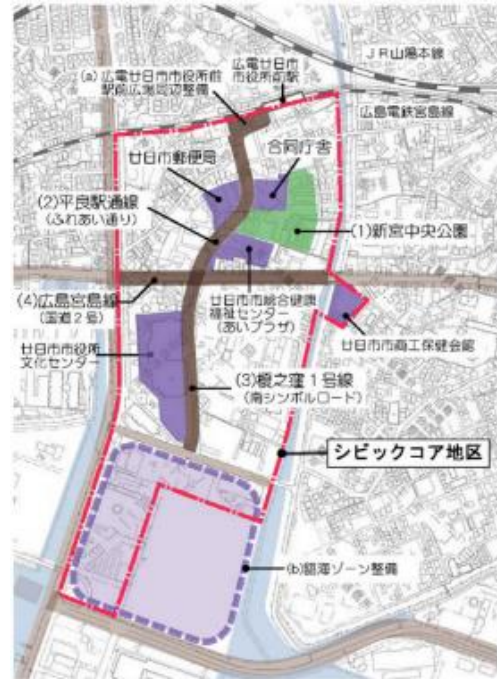 JR山陽本線
広電廿日市
市役所前駅
(a)広電廿日市市役所前
駅前広場周辺整備
広島電鉄宮島線
廿日市郵便局
合同庁舎
(2)平良駅通線
(ふれあい通り)
(1)新宮中央公園
(4)広島宮島線
(国道2号)
廿日市市総合健康
福祉センター
(あいプラザ)
廿日市市商工保健会館
廿日市市役所
文化センター
(3)榎之窪1号線
(南シンボルロード)
シビックコア地区
(b)臨海ゾーン整備